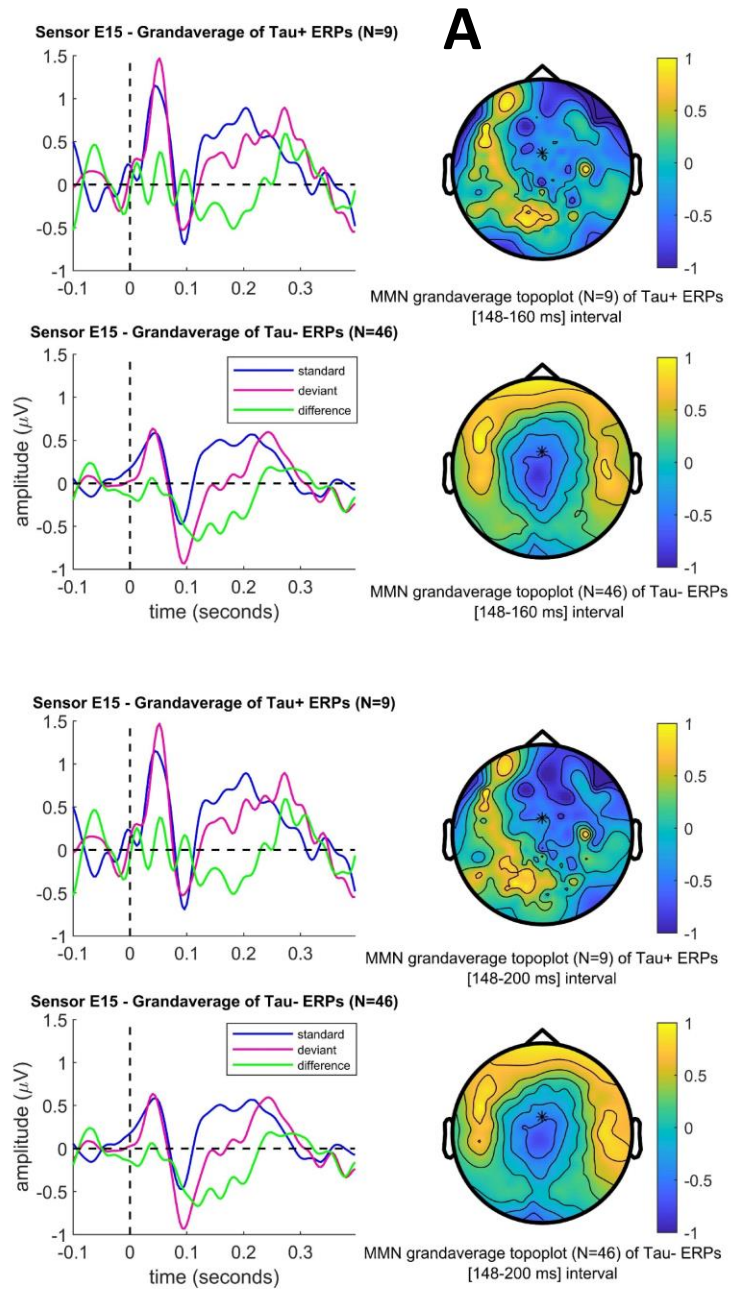 A
Sensor E15 - Grandaverage of Tau+ ERPs (N=9)
1.5
1
0.5
0
-0.5
-1
-0.1 0 0.1 0.2 0.3
1
0.5
0
-0.5
-1
MMN grandaverage topoplot (N=9) of Tau+ ERPs
[148-160 ms] interval
Sensor E15 - Grandaverage of Tau- ERPs (N=46)
amplitude (µV)
1.5
1
0.5
0
-0.5
-1
standard
deviant
difference
-0.1 0 0.1 0.2 0.3
time (seconds)
1
0.5
0
-0.5
-1
MMN grandaverage topoplot (N=46) of Tau- ERPs
[148-160 ms] interval
Sensor E15 - Grandaverage of Tau+ ERPs (N=9)
1.5
1
0.5
0
-0.5
-1
-0.1 0 0.1 0.2 0.3
1
0.5
0
-0.5
-1
MMN grandaverage topoplot (N=9) of Tau+ ERPs
[148-200 ms] interval
Sensor E15 - Grandaverage of Tau- ERPs (N=46)
amplitude (µV)
1.5
1
0.5
0
-0.5
-1
standard
deviant
difference
-0.1 0 0.1 0.2 0.3
time (seconds)
1
0.5
0
-0.5
-1
MMN grandaverage topoplot (N=46) of Tau- ERPs
[148-200 ms] interval